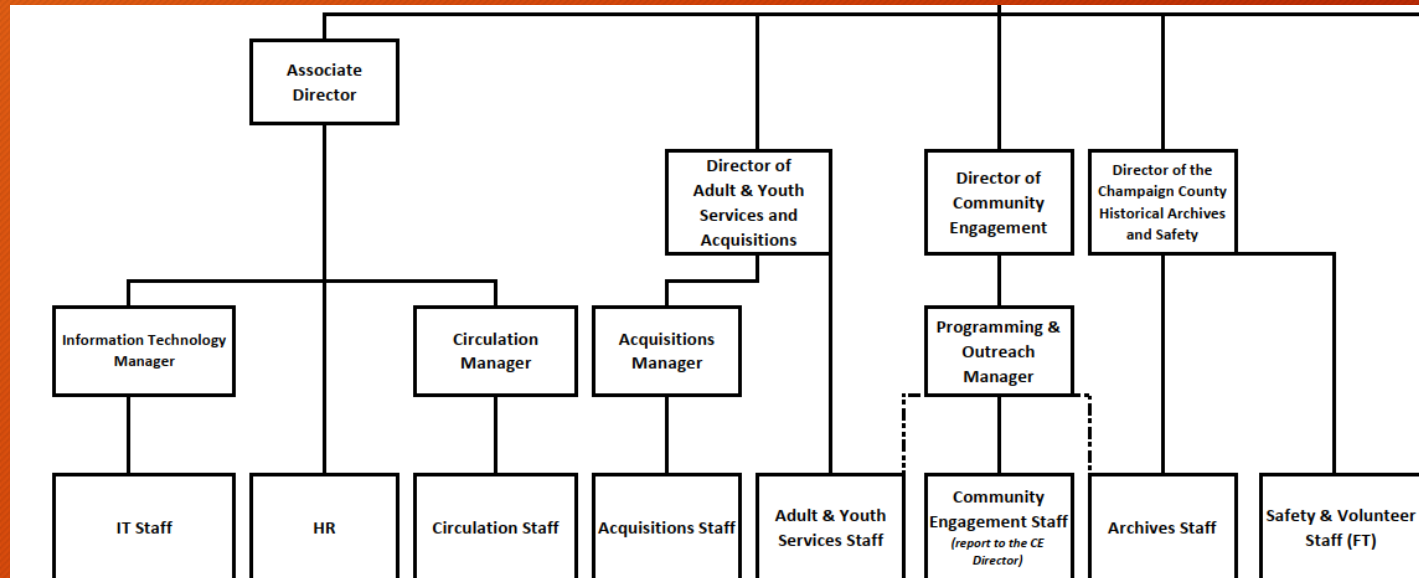 Associate
Director
Director of
Adult & Youth
Services and
Acquisitions
Director of
Community
Engagement
Director of the
Champaign County
Historical Archives
and Safety
Information Technology
Manager
Circulation
Manager
Acquisitions
Manager
Programming &
Outreach
Manager
IT Staff
HR
Circulation Staff
Acquisitions Staff
Adult & Youth
Services Staff
Community
Engagement Staff
(report to the CE
Director)
Archives Staff
Safety & Volunteer
Staff (FT)